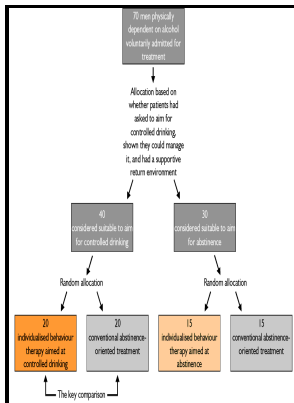 70 men physically
dependent on alcohol
voluntarily admitted for
treatment
Allocation based on
whether patients had
asked to aim for
controlled drinking,
shown they could manage
it, and had a supportive
return environment
40
considered suitable to aim
for controlled drinking
30
considered suitable to aim
for abstinence
Random allocation
Random allocation
20
individualised behaviour
therapy aimed at
controlled drinking
20
conventional abstinence-
oriented treatment
15
individualised behaviour
therapy aimed at
abstinence
15
conventional abstinence-
oriented treatment
The key comparison